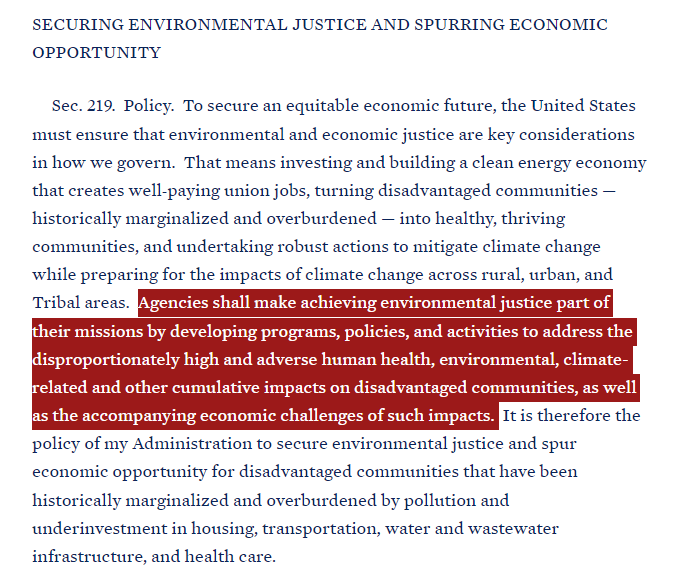 SECURING ENVIRONMENTAL JUSTICE AND SPURRING ECONOMIC
OPPORTUNITY
Sec. 219.  Policy.  To secure an equitable economic future, the United States
must ensure that environmental and economic justice are key considerations
in how we govern.  That means investing and building a clean energy economy
that creates well-paying union jobs, turning disadvantaged communities —
historically marginalized and overburdened — into healthy, thriving
communities, and undertaking robust actions to mitigate climate change
while preparing for the impacts of climate change across rural, urban, and
Tribal areas.  Agencies shall make achieving environmental justice part of
their missions by developing programs, policies, and activities to address the
disproportionately high and adverse human health, environmental, climate-
related and other cumulative impacts on disadvantaged communities, as well
as the accompanying economic challenges of such impacts.  It is therefore the
policy of my Administration to secure environmental justice and spur
economic opportunity for disadvantaged communities that have been
historically marginalized and overburdened by pollution and
underinvestment in housing, transportation, water and wastewater
infrastructure, and health care.